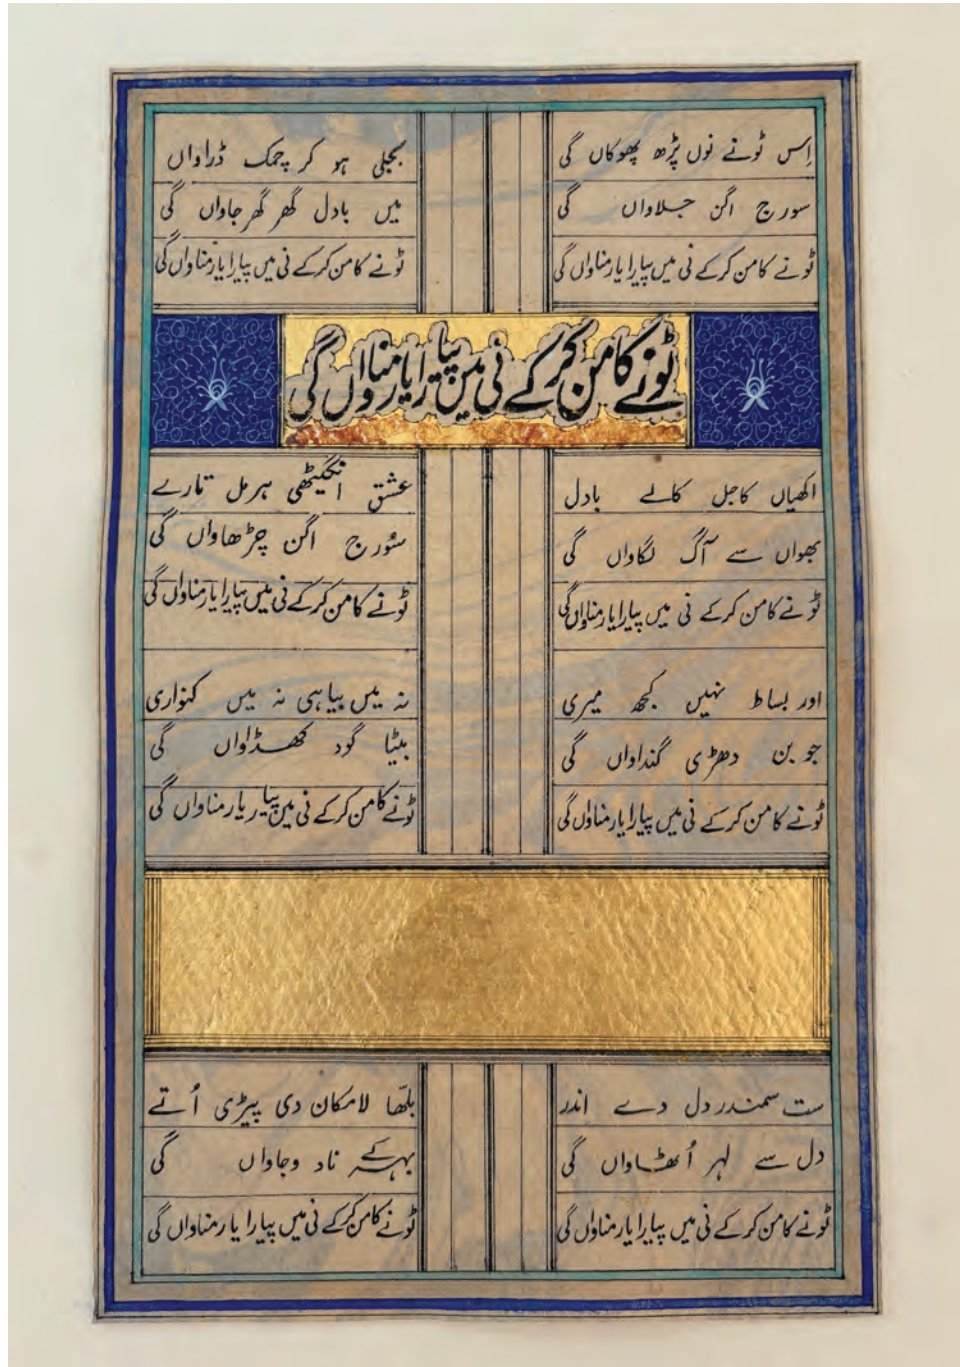 اِس ٹونے نوں پڑھ پھوکاں گی
سورج اگن جلاواں گی
ٹونے کامن کرکے نی میں پیارا یار مناواں گی
بجلی ہو کر چمک ڈراواں
میں بادل گھر گھر جاواں گی
ٹونے کامن کرکے نی میں پیارا یار مناواں گی
ٹونے کامن کرکے نی میں پیارا یار مناواں گی
اکھیاں کاجل کالے بادل
بھواں سے آگ لگاواں گی
ٹونے کامن کرکے نی میں پیارا یار مناواں گی
عشق انگیٹھی ہرمل تارے
سُورج اگن چڑھاواں گی
ٹونے کامن کرکے نی میں پیارا یار مناواں گی
اور بساط نہیں کجھ میری
جوبن دھڑی گنداواں گی
ٹونے کامن کرکے نی میں پیارا یار مناواں گی
نہ میں بیاہی نہ میں کنواری
بیٹا گود کھڈاواں گی
ٹونے کامن کرکے نی میں پیار یار مناواں گی
ست سمندر دل دے اندر
دل سے لہر اُٹھاواں گی
ٹونے کامن کرکے نی میں پیارا یار مناواں گی
بلّھا لامکان دی پیڑی اُتے
بہہ کے ناد وجاواں گی
ٹونے کامن کرکے نی میں پیارا یار مناواں گی